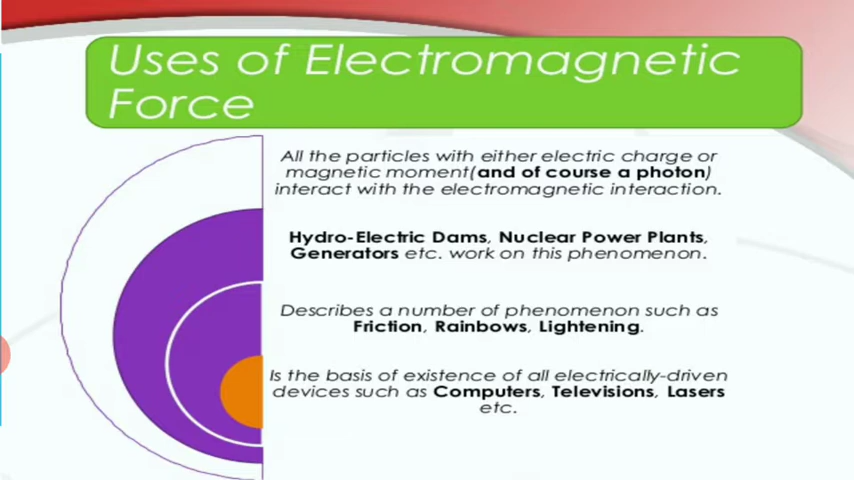 Uses of Electromagnetic
Force
All the particles with either electric charge or
magnetic moment(and of course a photon)
interact with the electromagnetic interaction.
Hydro-Electric Dams, Nuclear Power Plants,
Generators etc. work on this phenomenon.
Describes a number of phenomenon such as
Friction, Rainbows, Lightening.
Is the basis of existence of all electrically-driven
devices such as Computers, Televisions, Lasers
etc.